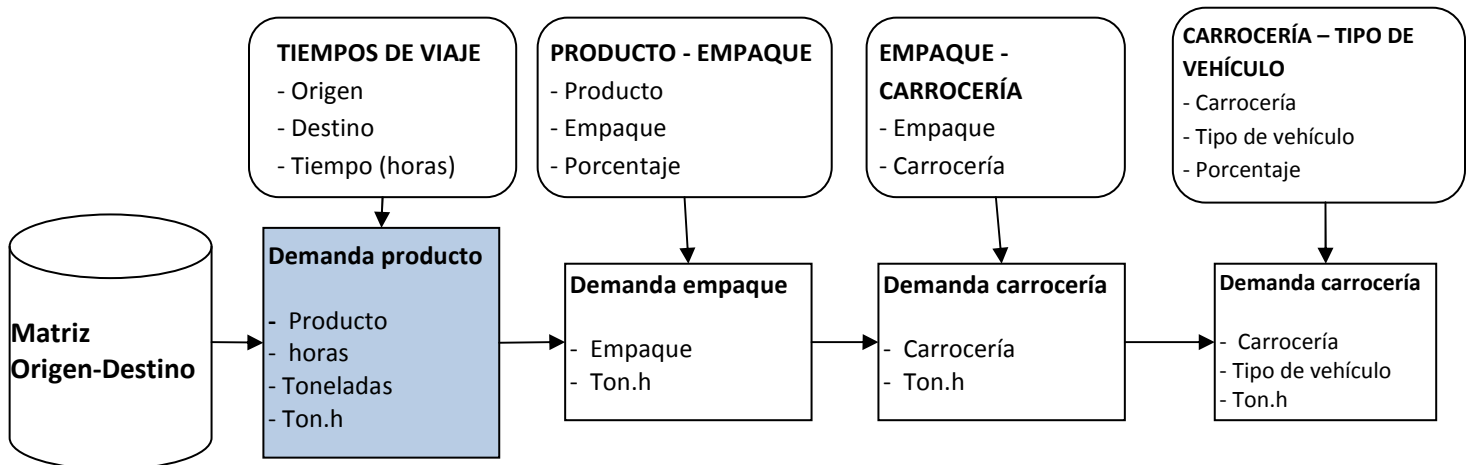 TIEMPOS DE VIAJE
- Origen
- Destino
- Tiempo (horas)
PRODUCTO - EMPAQUE
- Producto
- Empaque
- Porcentaje
EMPAQUE -
CARROCERÍA
- Empaque
- Carrocería
CARROCERÍA – TIPO DE
VEHÍCULO
- Carrocería
- Tipo de vehículo
- Porcentaje
Matriz
Origen-Destino
Demanda producto
- Producto
- horas
- Toneladas
- Ton.h
Demanda empaque
- Empaque
- Ton.h
Demanda carrocería
- Carrocería
- Ton.h
Demanda carrocería
- Carrocería
- Tipo de vehículo
- Ton.h